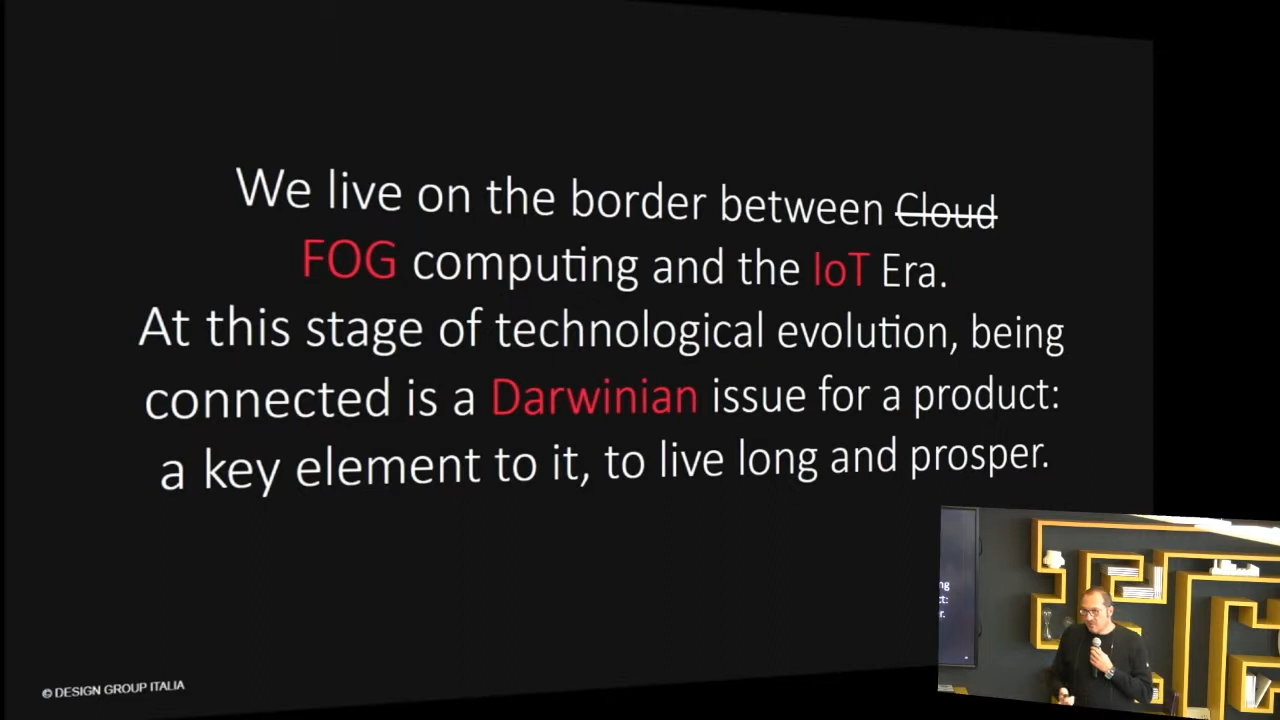 We live on the border between Cloud
FOG computing and the IoT Era.
At this stage of technological evolution, being
connected is a Darwinian issue for a product:
a key element to it, to live long and prosper.
© DESIGN GROUP ITALIA